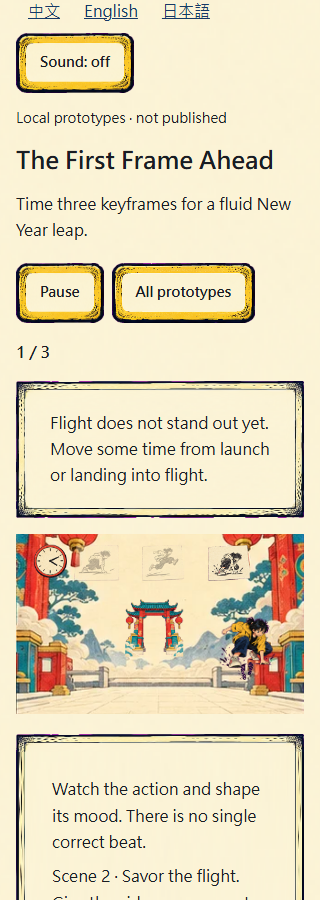 中文 English 日本語
Sound: off
Local prototypes · not published
The First Frame Ahead
Time three keyframes for a fluid New
Year leap.
Pause All prototypes
1 / 3
Flight does not stand out yet.
Move some time from launch
or landing into flight.
Watch the action and shape
its mood. There is no single
correct beat.
Scene 2 · Savor the flight.